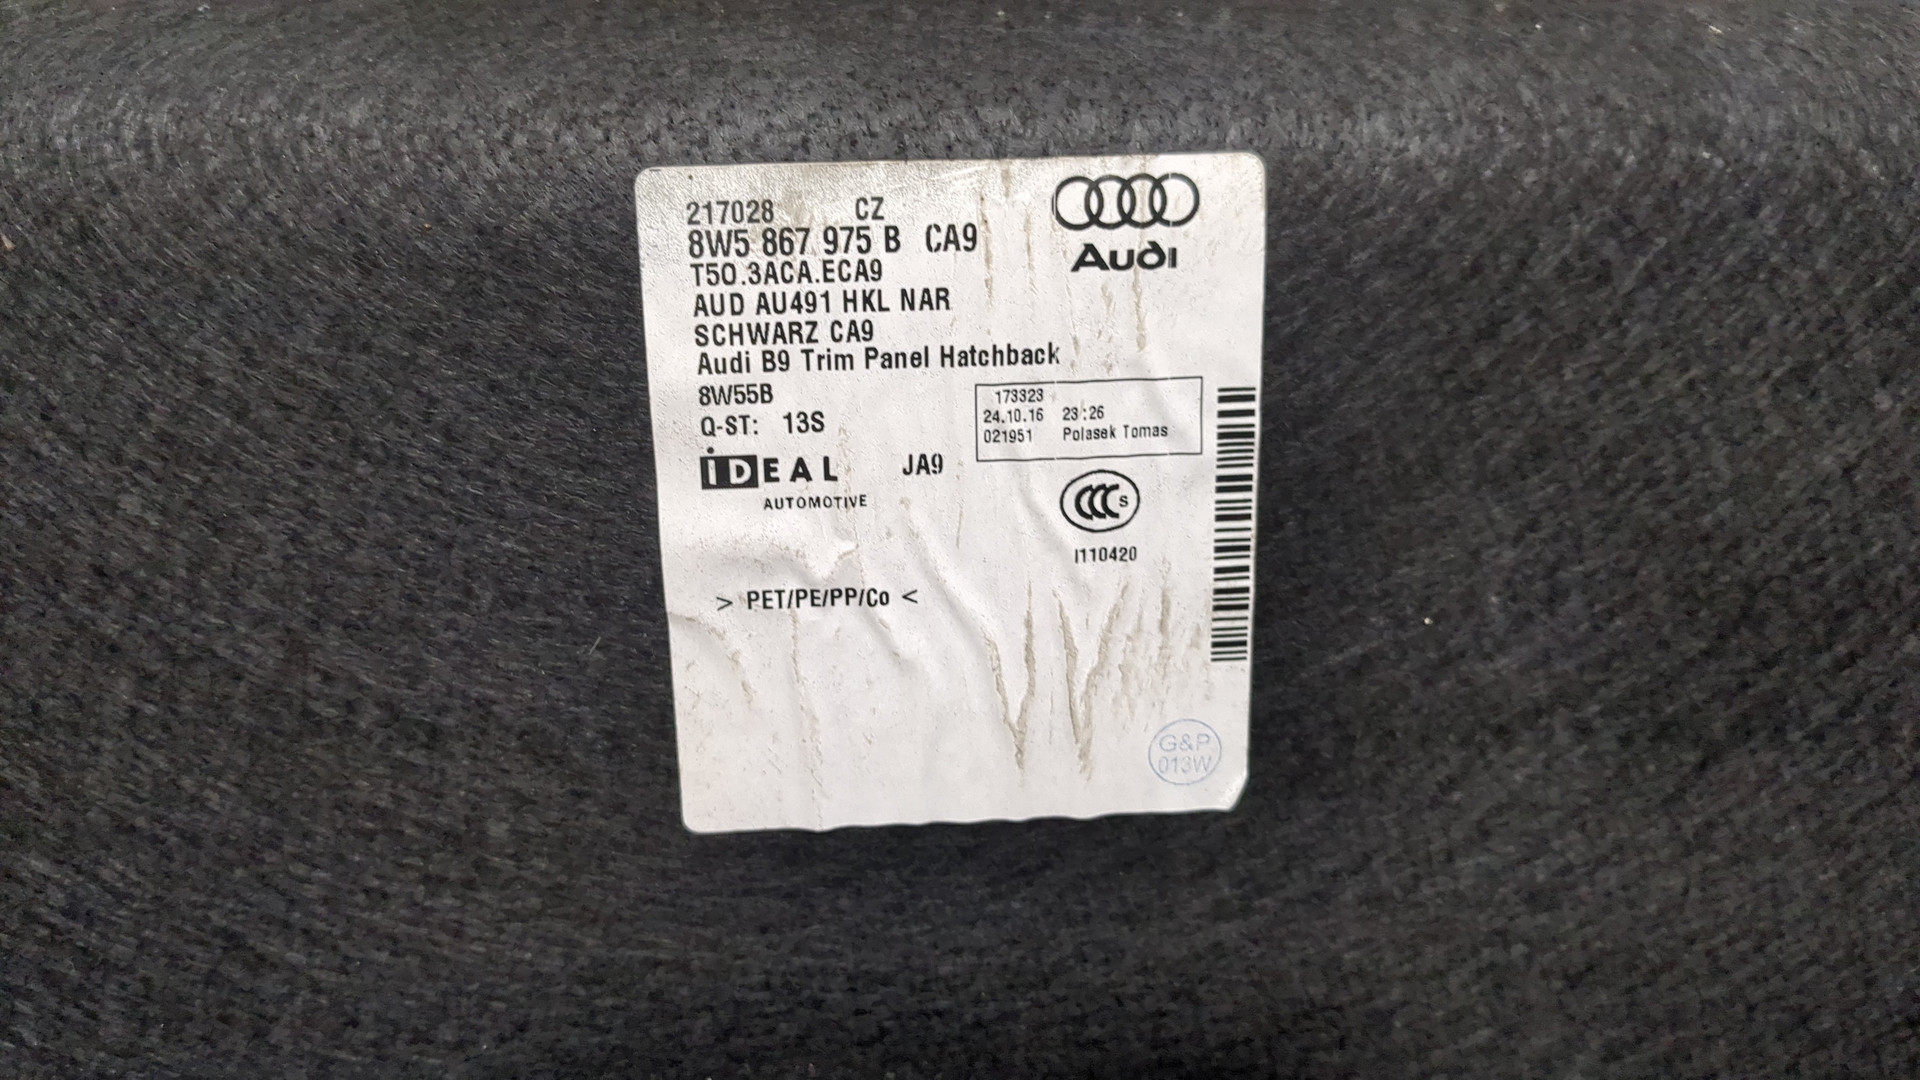 217028 CZ
8W5 867 975 B CA9
T50.3ACA.ECA9
AUD AU491 HKL NAR
SCHWARZ CA9
Audi B9 Trim Panel Hatchback
8W55B
Q-ST: 13S
iDEAL JA9
AUTOMOTIVE
> PET/PE/PP/Co <
Audi
173323
24.10.16 23:26
021951 Polasek Tomas
CCC S
I110420
G&P
013W